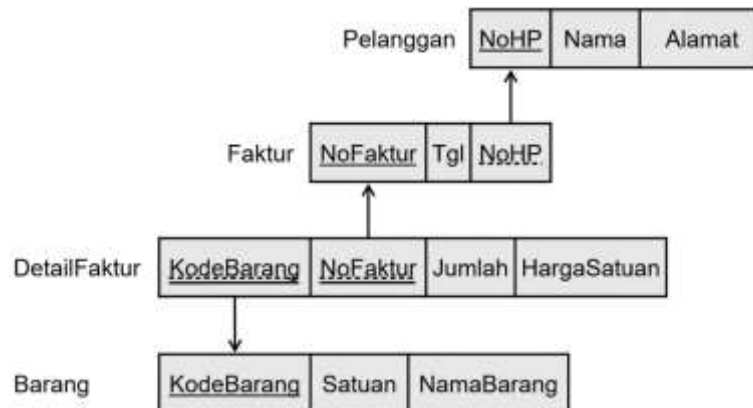 Pelanggan NoHP Nama Alamat
Faktur NoFaktur Tgl NoHP
DetailFaktur KodeBarang NoFaktur Jumlah HargaSatuan
Barang KodeBarang Satuan NamaBarang